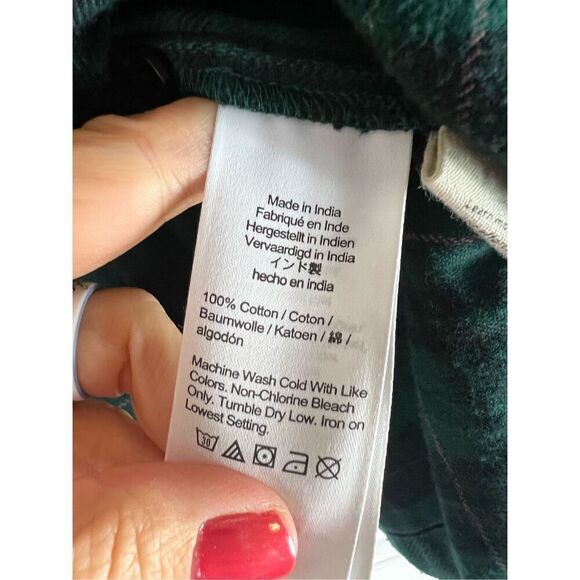 Made in India
Fabriqué en Inde
Hergestellt in Indien
Vervaardigd in India
インド製
hecho en india
100% Cotton / Coton /
Baumwolle / Katoen / 綿 /
algodón
Machine Wash Cold With Like
Colors. Non-Chlorine Bleach
Only. Tumble Dry Low. Iron on
Lowest Setting.
30